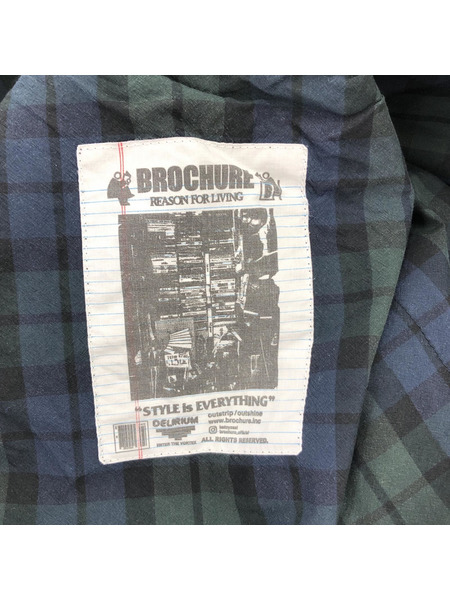 BROCHURE
REASON FOR LIVING
"STYLE is EVERYTHING"
DELIRIUM
outstrip/outshine
www.brochure.inc
ALL RIGHTS RESERVED.